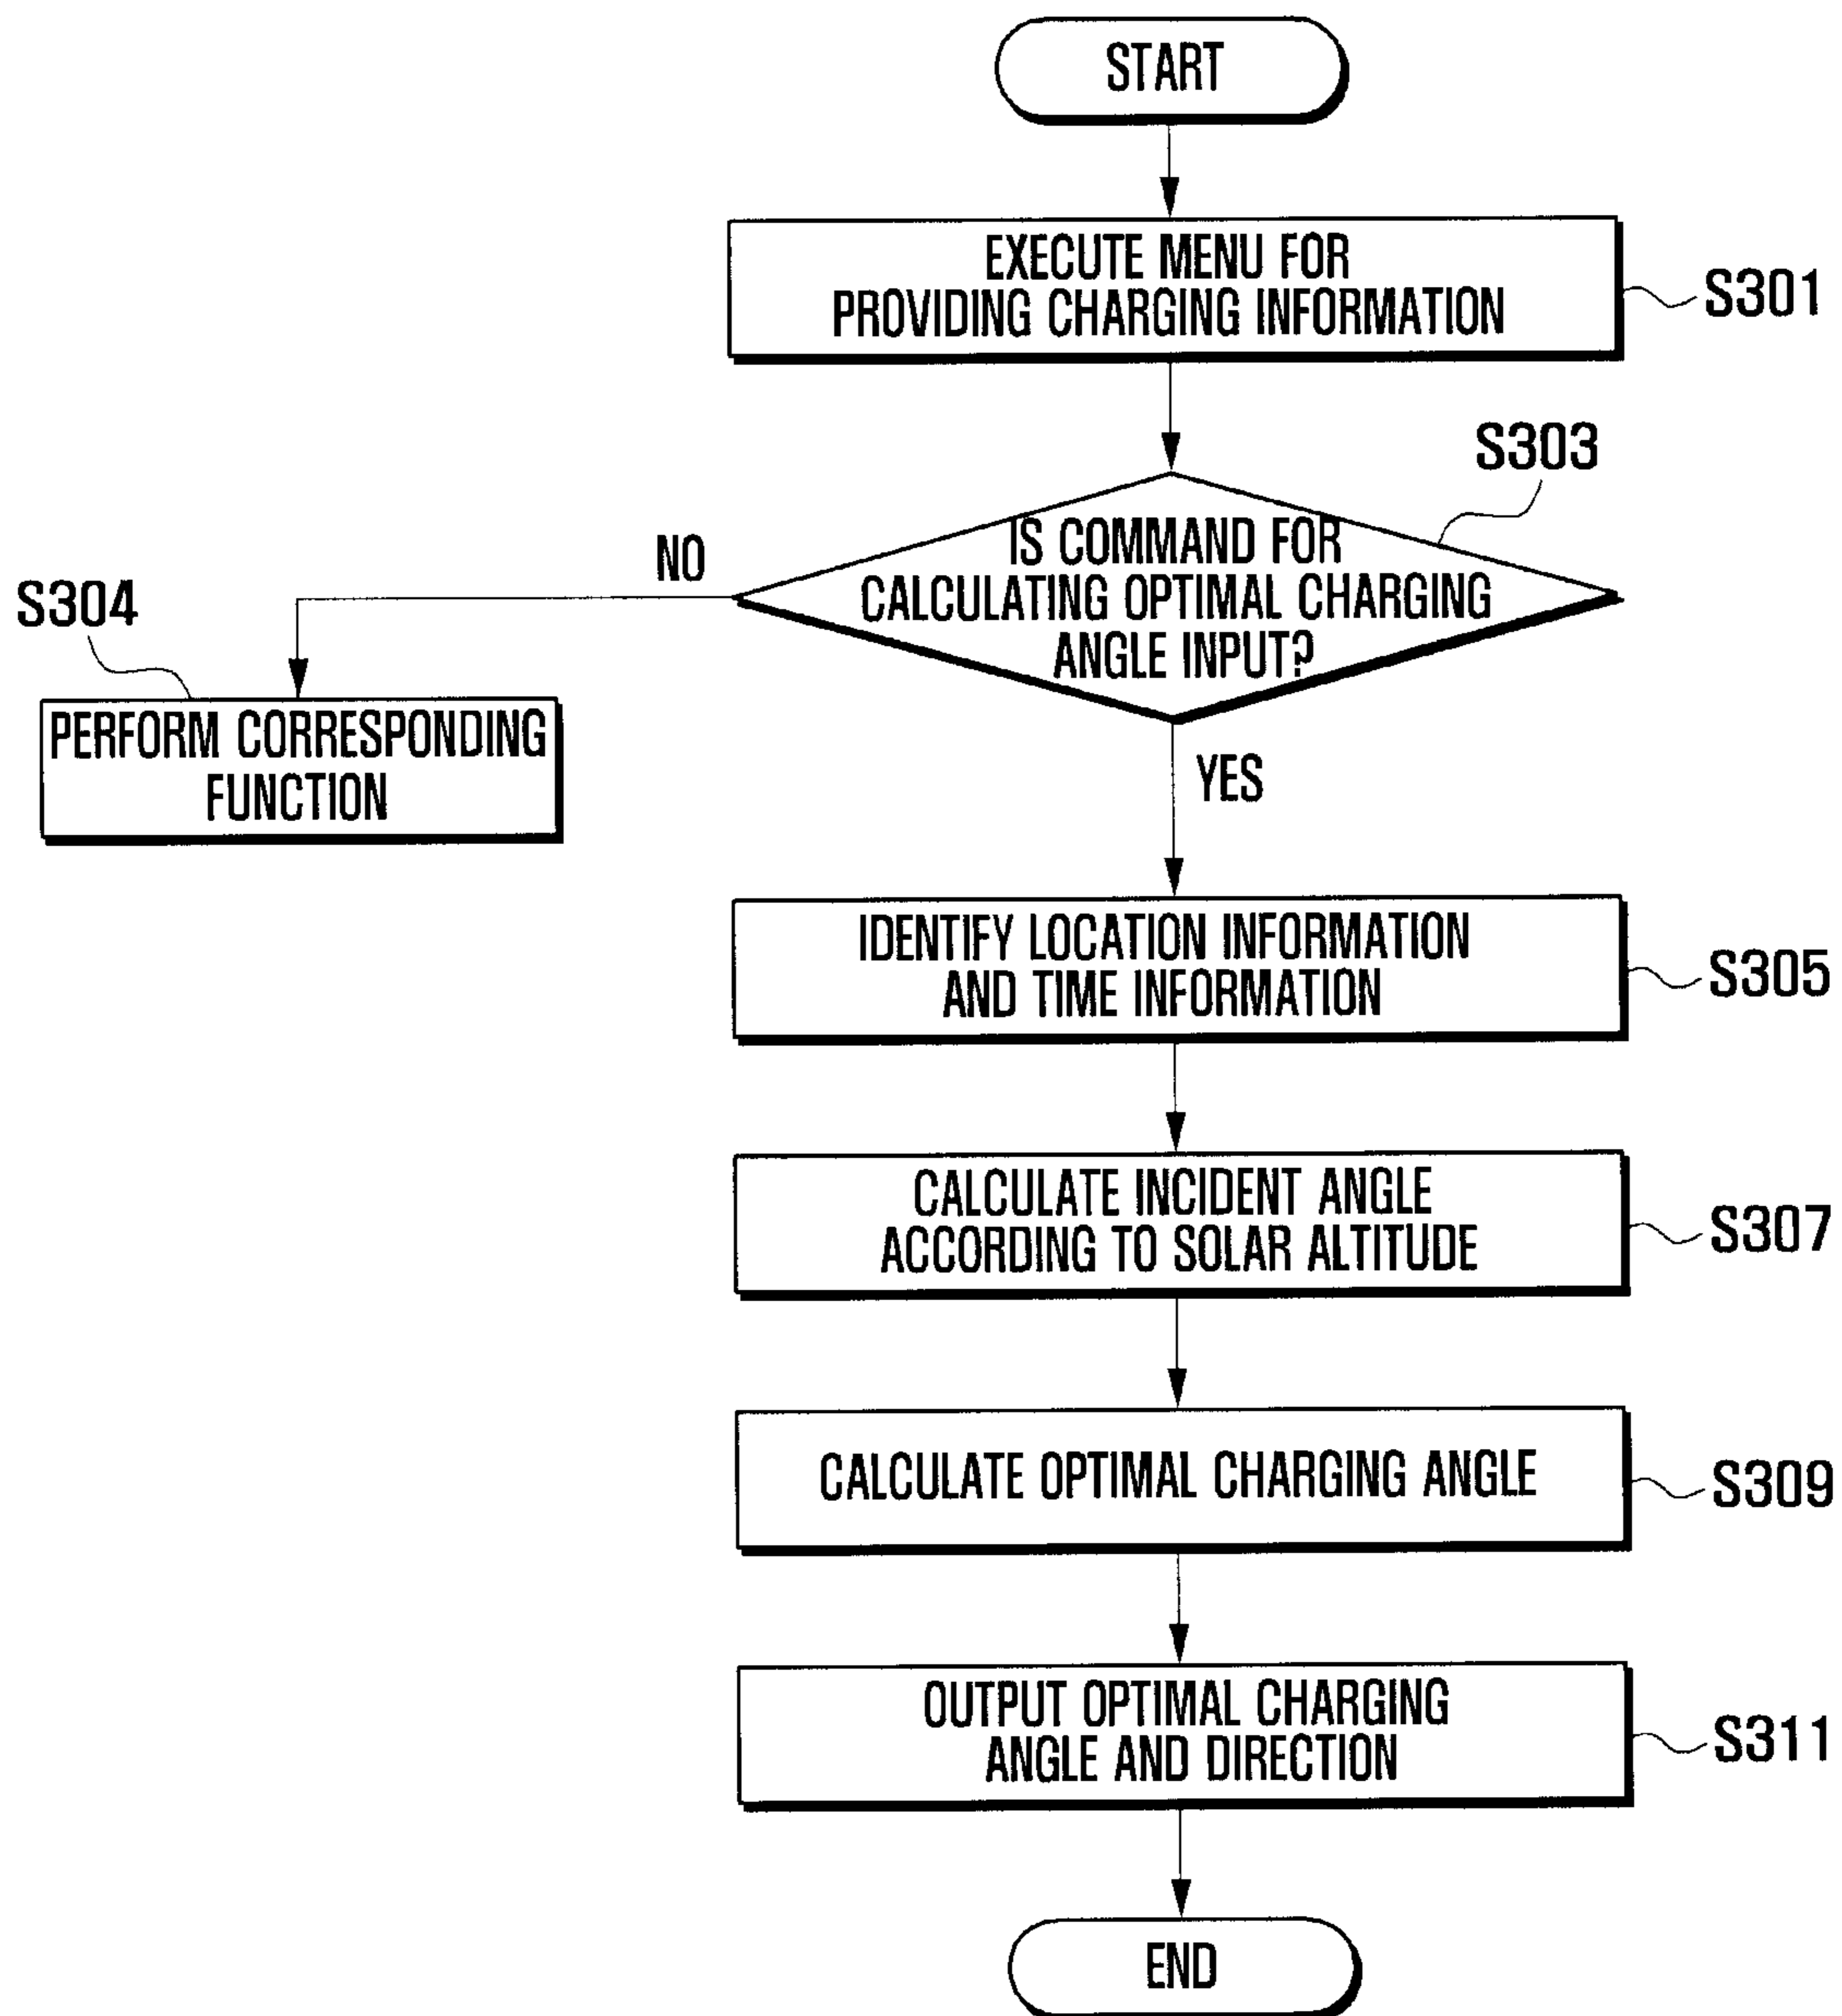 START
EXECUTE MENU FOR
PROVIDING CHARGING INFORMATION
S301
S303
IS COMMAND FOR
CALCULATING OPTIMAL CHARGING
ANGLE INPUT?
NO
S304
PERFORM CORRESPONDING
FUNCTION
YES
IDENTIFY LOCATION INFORMATION
AND TIME INFORMATION
S305
CALCULATE INCIDENT ANGLE
ACCORDING TO SOLAR ALTITUDE
S307
CALCULATE OPTIMAL CHARGING ANGLE
S309
OUTPUT OPTIMAL CHARGING
ANGLE AND DIRECTION
S311
END